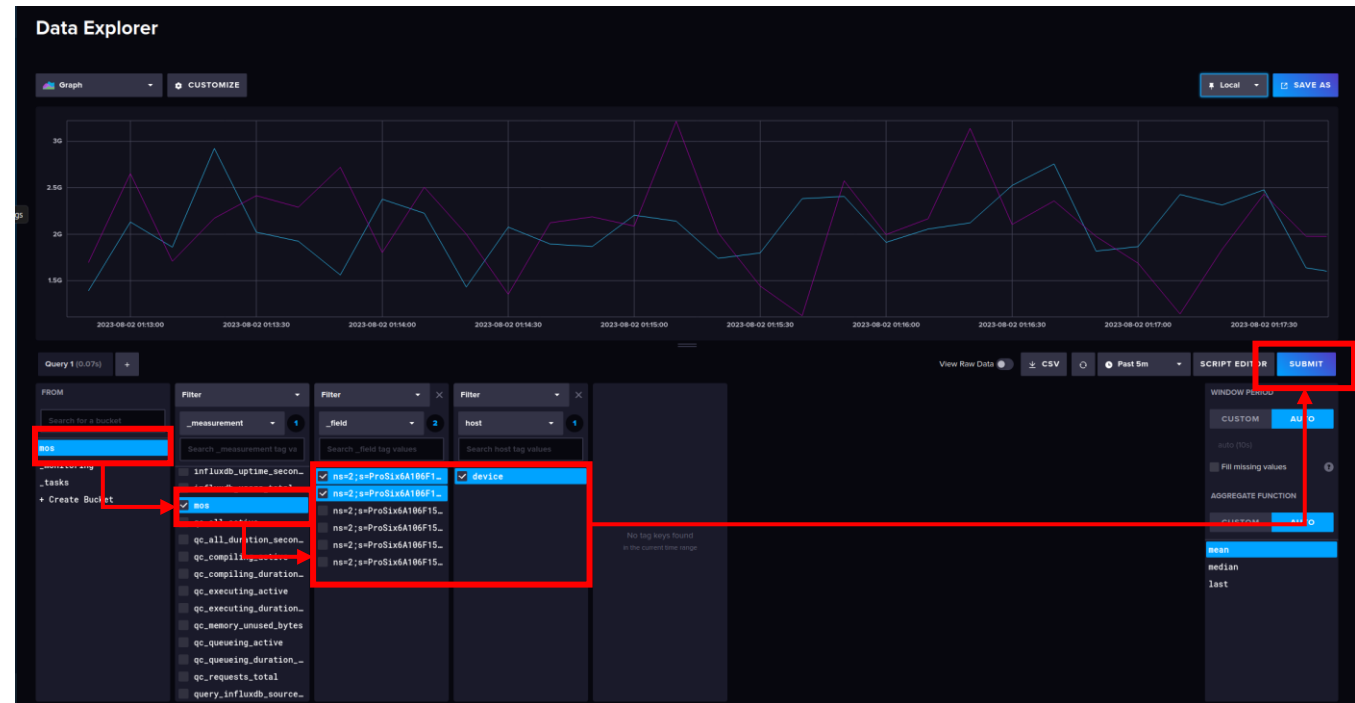 Data Explorer
Graph
CUSTOMIZE
Local
SAVE AS
3G
2.5G
gs
2G
1.5G
2023-08-02 01:13:00
2023-08-02 01:13:30
2023-08-02 01:14:00
2023-08-02 01:14:30
2023-08-02 01:15:00
2023-08-02 01:15:30
2023-08-02 01:16:00
2023-08-02 01:16:30
2023-08-02 01:17:00
2023-08-02 01:17:30
Query 1 (0.07s)
+
View Raw Data
CSV
Past 5m
SCRIPT EDITOR
SUBMIT
FROM
Search for a bucket
mos
_monitoring
_tasks
+ Create Bucket
Filter
_measurement
1
Search _measurement tag va
influxdb_uptime_secon…
mos
qc_all_duration_secon…
qc_compiling_active
qc_compiling_duration…
qc_executing_active
qc_executing_duration…
qc_memory_unused_bytes
qc_queueing_active
qc_queueing_duration_…
qc_requests_total
query_influxdb_source…
Filter
_field
2
Search _field tag values
ns=2;s=ProSix6A106F1…
ns=2;s=ProSix6A106F1…
ns=2;s=ProSix6A106F15…
ns=2;s=ProSix6A106F15…
ns=2;s=ProSix6A106F15…
ns=2;s=ProSix6A106F15…
Filter
host
1
Search host tag values
device
No tag keys found
in the current time range
WINDOW PERIOD
CUSTOM
AUTO
auto (10s)
Fill missing values
AGGREGATE FUNCTION
CUSTOM
AUTO
mean
median
last